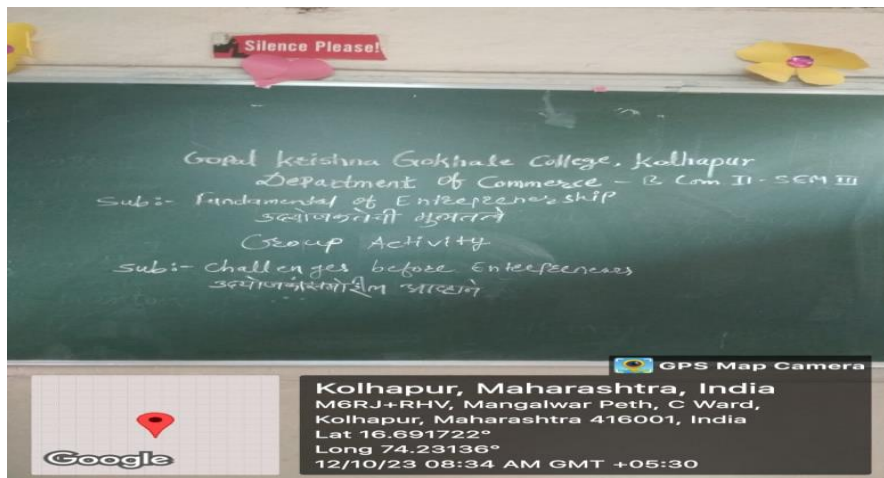 Silence Please!
Gopal Krishna Gokhale College, Kolhapur
Department of Commerce - B Com II - SEM III
Sub:- Fundamental of Entrepreneurship
उद्योजकतेची मुलतत्वे
Group Activity
Sub:- Challenges before Entrepreneures
उद्योजकांसमोरील आव्हाने
GPS Map Camera
Kolhapur, Maharashtra, India
M6RJ+RHV, Mangalwar Peth, C Ward,
Kolhapur, Maharashtra 416001, India
Lat 16.691722°
Long 74.23136°
12/10/23 08:34 AM GMT +05:30
Google